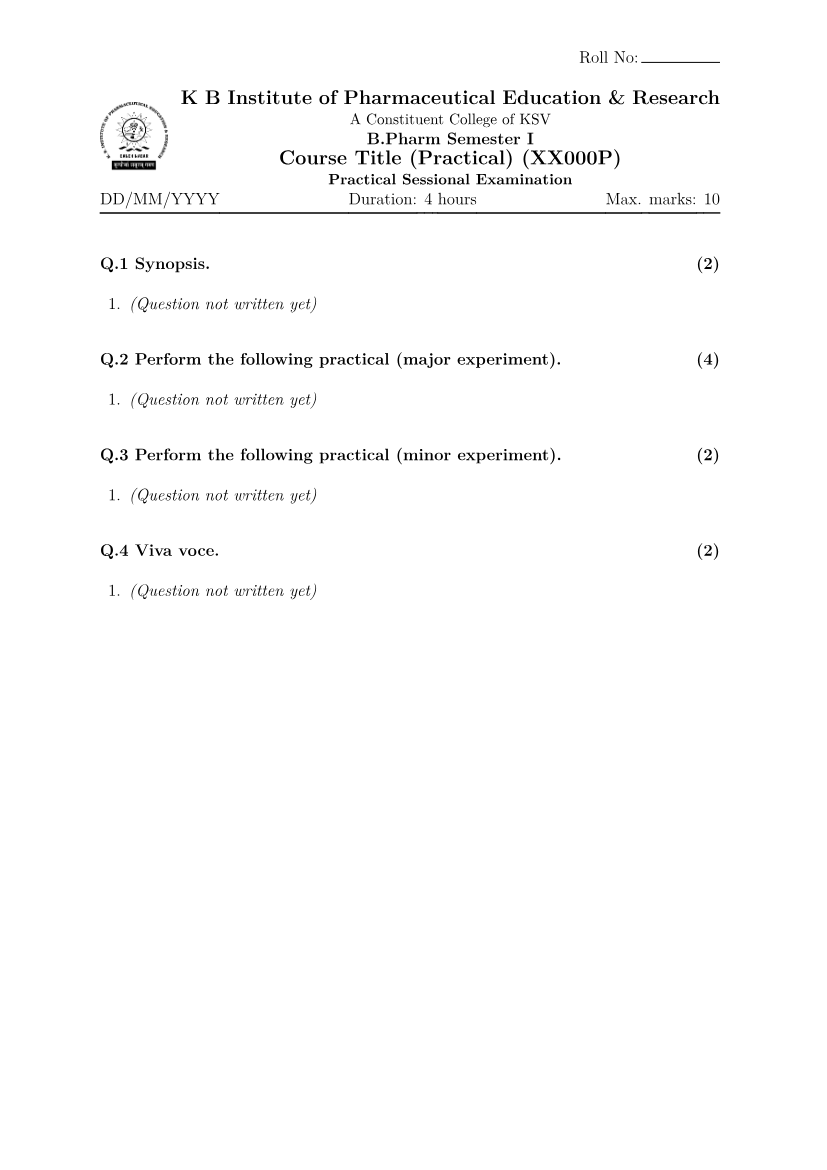 Roll No:
K B Institute of Pharmaceutical Education & Research
A Constituent College of KSV
B.Pharm Semester I
Course Title (Practical) (XX000P)
Practical Sessional Examination
DD/MM/YYYY Duration: 4 hours Max. marks: 10
Q.1 Synopsis. (2)
1. (Question not written yet)
Q.2 Perform the following practical (major experiment). (4)
1. (Question not written yet)
Q.3 Perform the following practical (minor experiment). (2)
1. (Question not written yet)
Q.4 Viva voce. (2)
1. (Question not written yet)